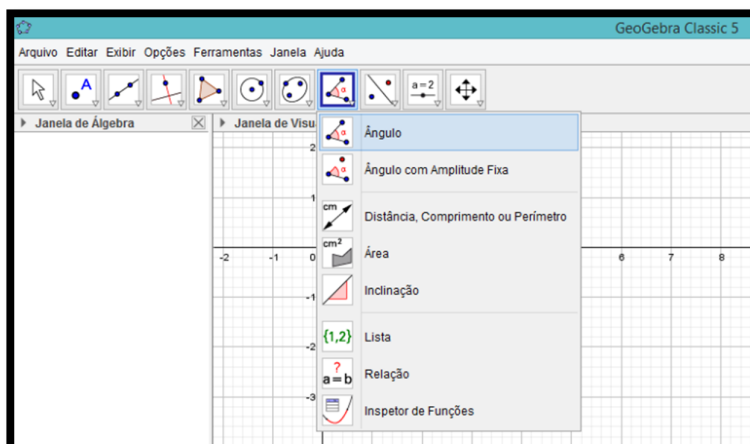 GeoGebra Classic 5
Arquivo Editar Exibir Opções Ferramentas Janela Ajuda
A
α
a=2
Janela de Álgebra
Janela de Visu
α
Ângulo
α
Ângulo com Amplitude Fixa
cm
Distância, Comprimento ou Perímetro
cm²
Área
Inclinação
{1,2}
Lista
?
a=b
Relação
Inspetor de Funções
2
1
-2 -1 0 6 7 8
-1
-2
-3